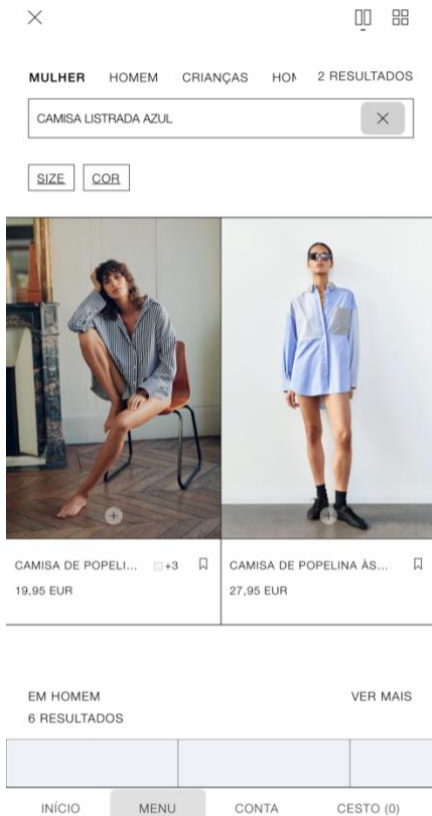 MULHER HOMEM CRIANÇAS HOM 2 RESULTADOS
CAMISA LISTRADA AZUL
SIZE COR
CAMISA DE POPELI... +3 CAMISA DE POPELINA ÀS...
19,95 EUR 27,95 EUR
EM HOMEM VER MAIS
6 RESULTADOS
INÍCIO MENU CONTA CESTO (0)